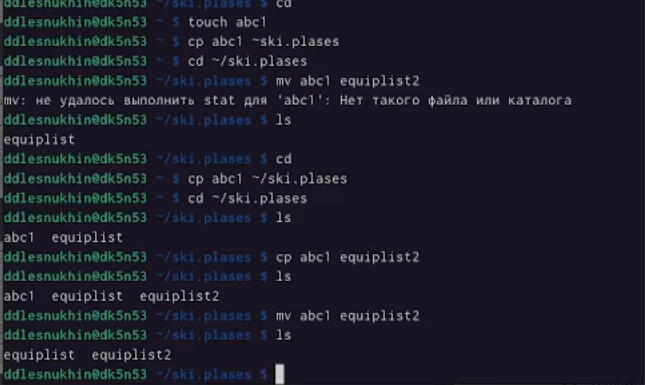 ddlesnukhin@dk5n53 ~/ski.plases $ cd
ddlesnukhin@dk5n53 ~ $ touch abc1
ddlesnukhin@dk5n53 ~ $ cp abc1 ~ski.plases
ddlesnukhin@dk5n53 ~ $ cd ~/ski.plases
ddlesnukhin@dk5n53 ~/ski.plases $ mv abc1 equiplist2
mv: не удалось выполнить stat для 'abc1': Нет такого файла или каталога
ddlesnukhin@dk5n53 ~/ski.plases $ ls
equiplist
ddlesnukhin@dk5n53 ~/ski.plases $ cd
ddlesnukhin@dk5n53 ~ $ cp abc1 ~/ski.plases
ddlesnukhin@dk5n53 ~ $ cd ~/ski.plases
ddlesnukhin@dk5n53 ~/ski.plases $ ls
abc1  equiplist
ddlesnukhin@dk5n53 ~/ski.plases $ cp abc1 equiplist2
ddlesnukhin@dk5n53 ~/ski.plases $ ls
abc1  equiplist  equiplist2
ddlesnukhin@dk5n53 ~/ski.plases $ mv abc1 equiplist2
ddlesnukhin@dk5n53 ~/ski.plases $ ls
equiplist  equiplist2
ddlesnukhin@dk5n53 ~/ski.plases $